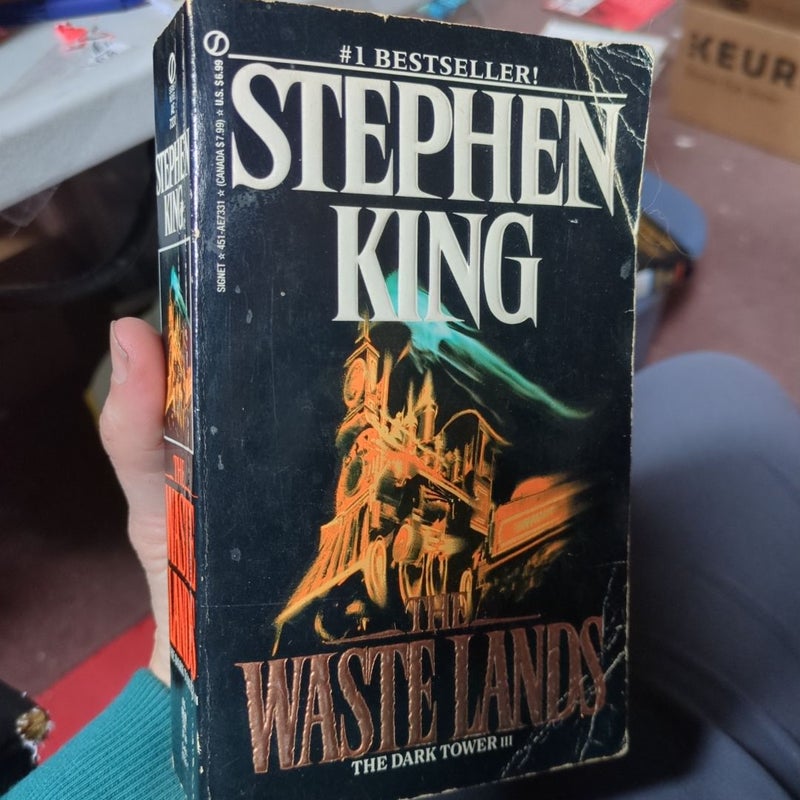 #1 BESTSELLER!
STEPHEN
KING
THE
WASTE LANDS
THE DARK TOWER III
SIGNET ★ 451-AE7331 ★ (CANADA $7.99) ★ U.S. $6.99
STEPHEN
KING
THE
WASTE
LANDS
KEUR